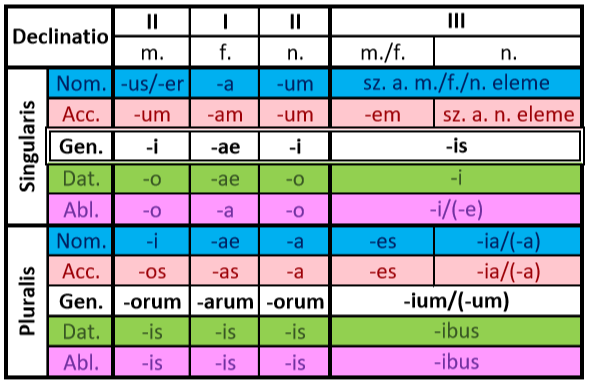 Declinatio II I II III
m. f. n. m./f. n.
Singularis
Nom. -us/-er -a -um sz. a. m./f./n. eleme
Acc. -um -am -um -em sz. a. n. eleme
Gen. -i -ae -i -is
Dat. -o -ae -o -i
Abl. -o -a -o -i/(-e)
Pluralis
Nom. -i -ae -a -es -ia/(-a)
Acc. -os -as -a -es -ia/(-a)
Gen. -orum -arum -orum -ium/(-um)
Dat. -is -is -is -ibus
Abl. -is -is -is -ibus